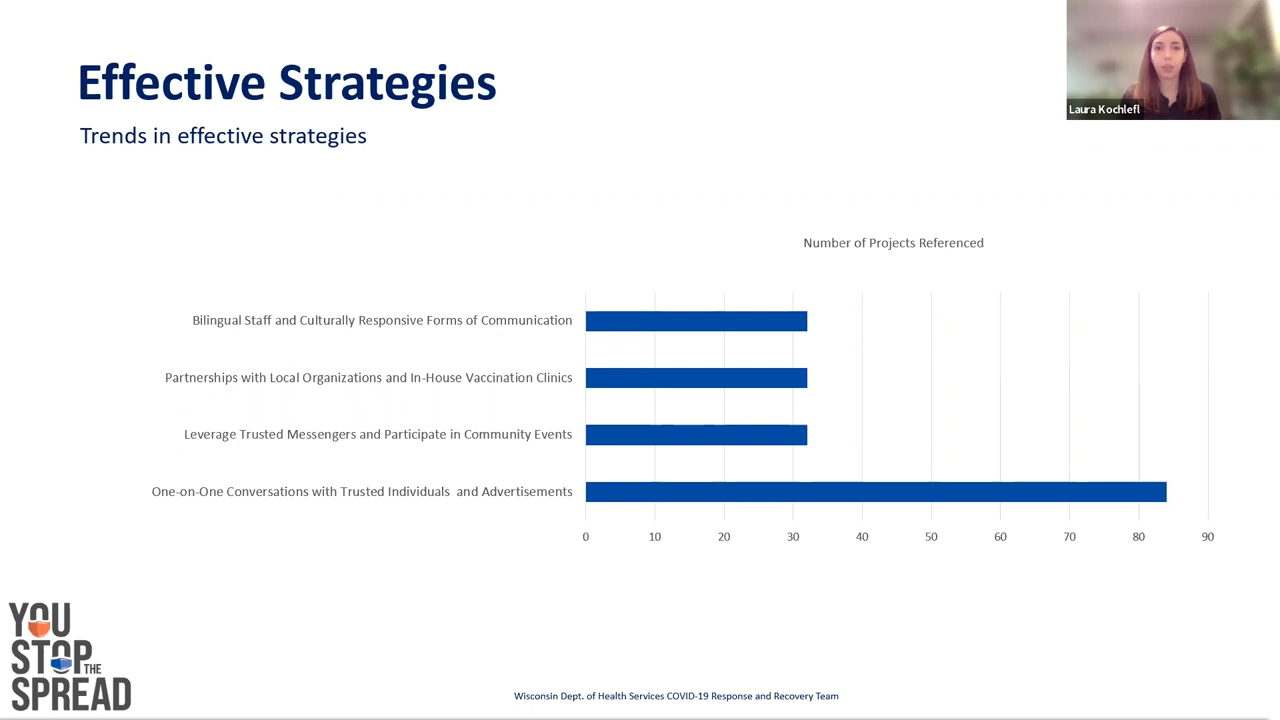 Effective Strategies
Trends in effective strategies
Laura Kochlefl
Number of Projects Referenced
Bilingual Staff and Culturally Responsive Forms of Communication
Partnerships with Local Organizations and In-House Vaccination Clinics
Leverage Trusted Messengers and Participate in Community Events
One-on-One Conversations with Trusted Individuals and Advertisements
0 10 20 30 40 50 60 70 80 90
YOU
STOP THE
SPREAD
Wisconsin Dept. of Health Services COVID-19 Response and Recovery Team